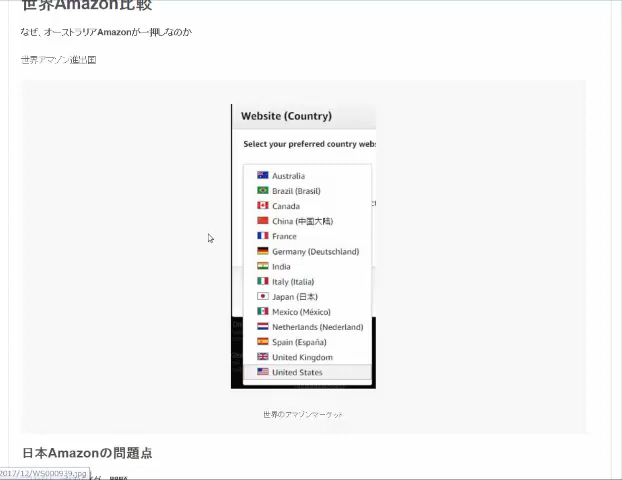 世界Amazon比較
なぜ、オーストラリアAmazonが一押しなのか
世界アマゾン進出国
Website (Country)
Select your preferred country webs
Australia
Brazil (Brasil)
Canada
China (中国大陆)
France
Germany (Deutschland)
India
Italy (Italia)
Japan (日本)
Mexico (México)
Netherlands (Nederland)
Spain (España)
United Kingdom
United States
世界のアマゾンマーケット
日本Amazonの問題点
2017/12/WS000939.jpg